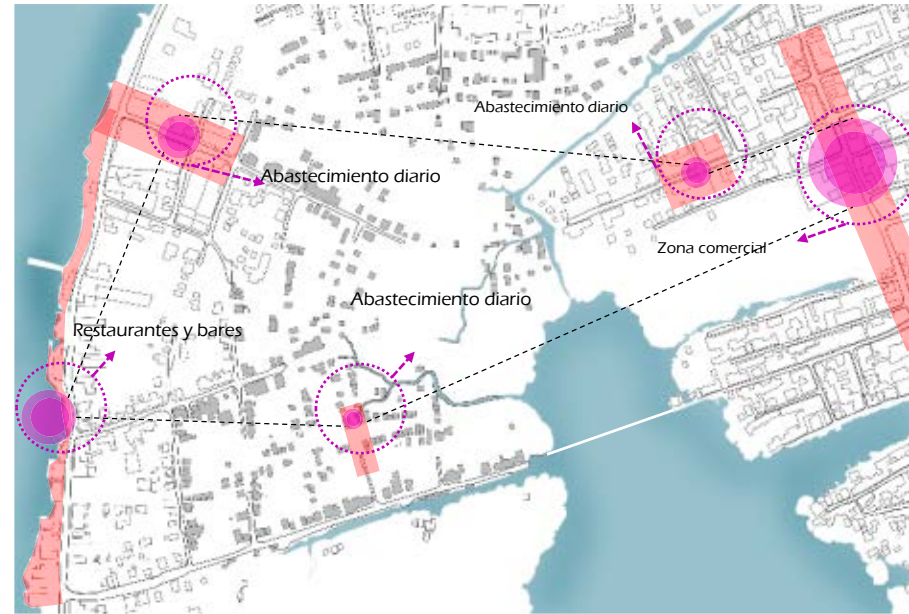 Abastecimiento diario
Abastecimiento diario
Zona comercial
Abastecimiento diario
Restaurantes y bares